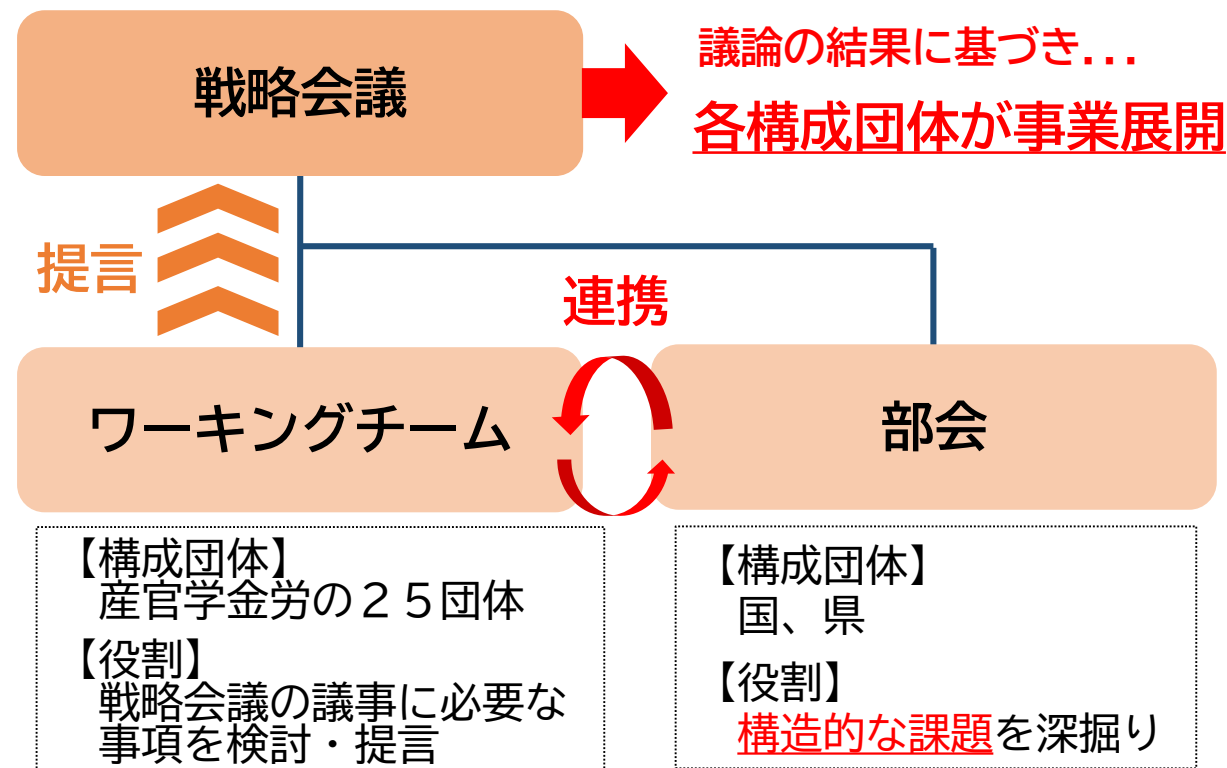 戦略会議
議論の結果に基づき...
各構成団体が事業展開
提言
連携
ワーキングチーム
部会
【構成団体】
産官学金労の２５団体
【役割】
戦略会議の議事に必要な
事項を検討・提言
【構成団体】
国、県
【役割】
構造的な課題を深掘り